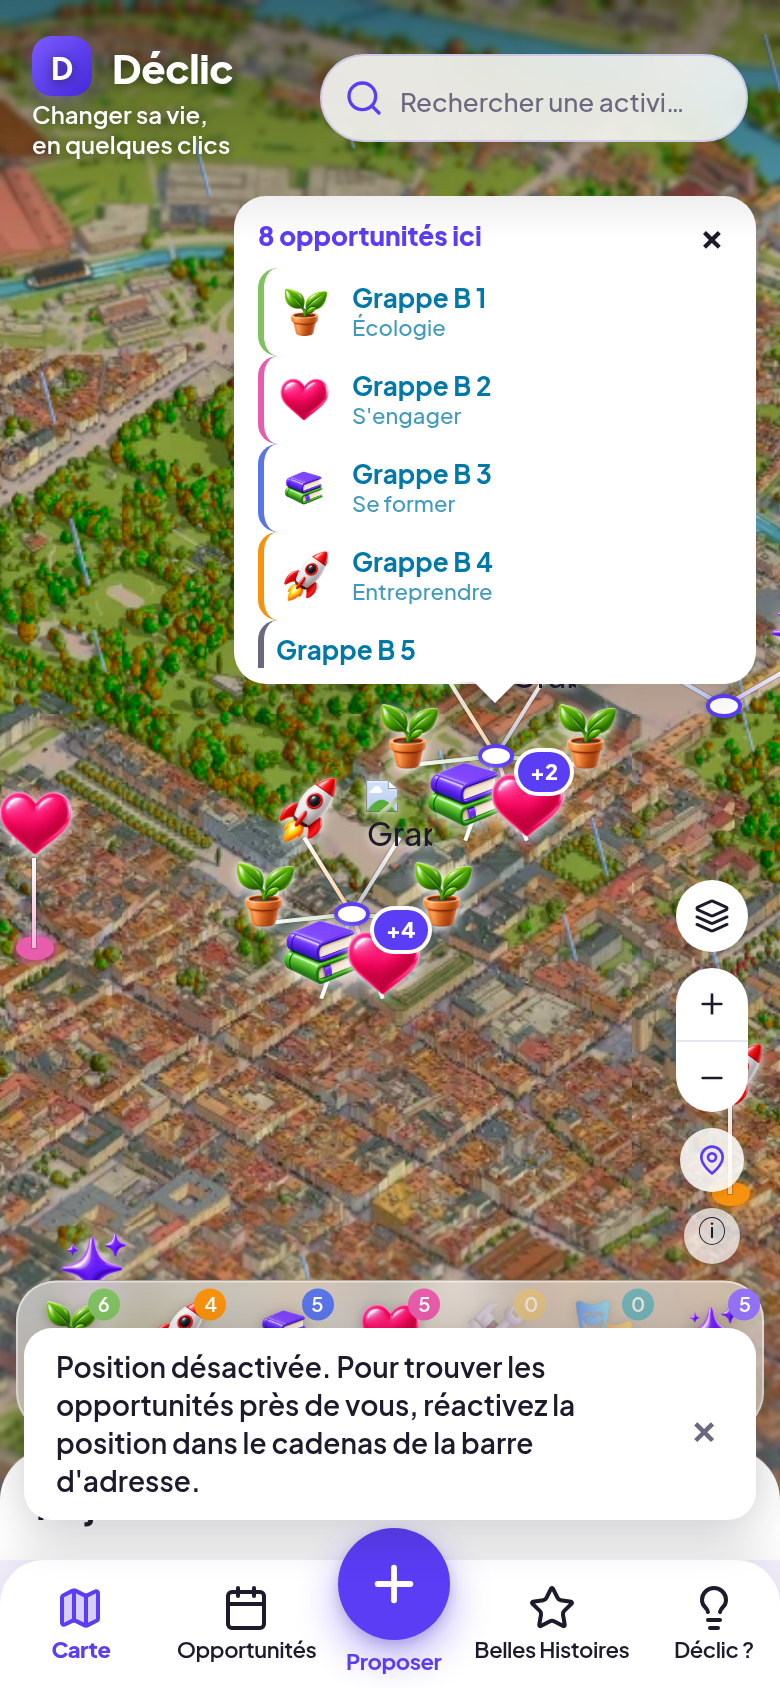 D
Déclic
Changer sa vie,
en quelques clics
Rechercher une activi...
8 opportunités ici
×
Grappe B 1
Écologie
Grappe B 2
S'engager
Grappe B 3
Se former
Grappe B 4
Entreprendre
Grappe B 5
+2
+4
6
4
5
5
0
0
5
Position désactivée. Pour trouver les
opportunités près de vous, réactivez la
position dans le cadenas de la barre
d'adresse.
×
Carte
Opportunités
Proposer
Belles Histoires
Déclic ?